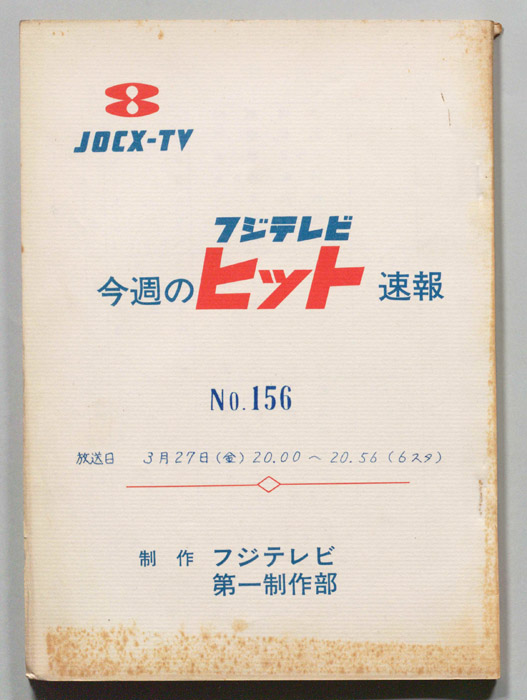 JOCX-TV
フジテレビ
今週のヒット速報
No.156
放送日 3月27日(金)20.00～20.56(6スタ)
制作 フジテレビ
第一制作部